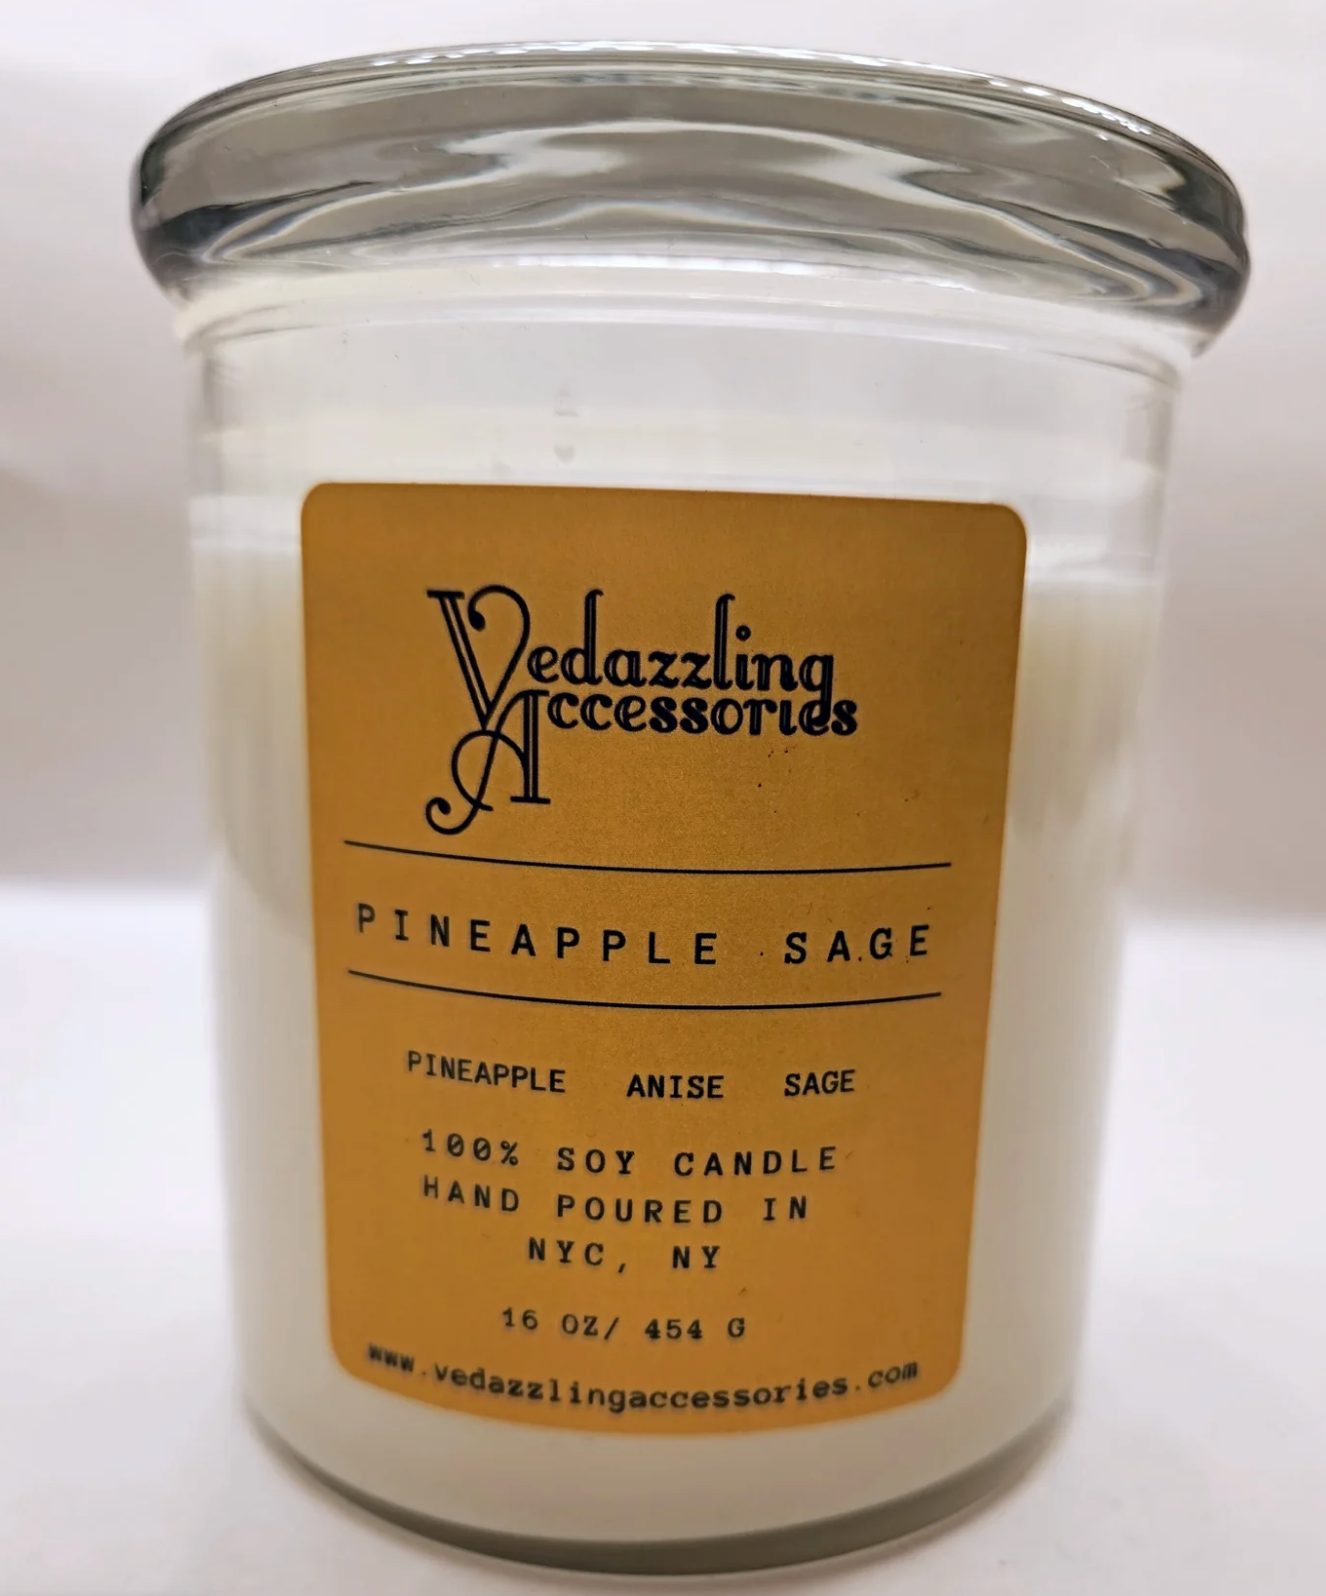 Vedazzling
Accessories
PINEAPPLE SAGE
PINEAPPLE ANISE SAGE
100% SOY CANDLE
HAND POURED IN
NYC, NY
16 OZ/ 454 G
www.vedazzlingaccessories.com